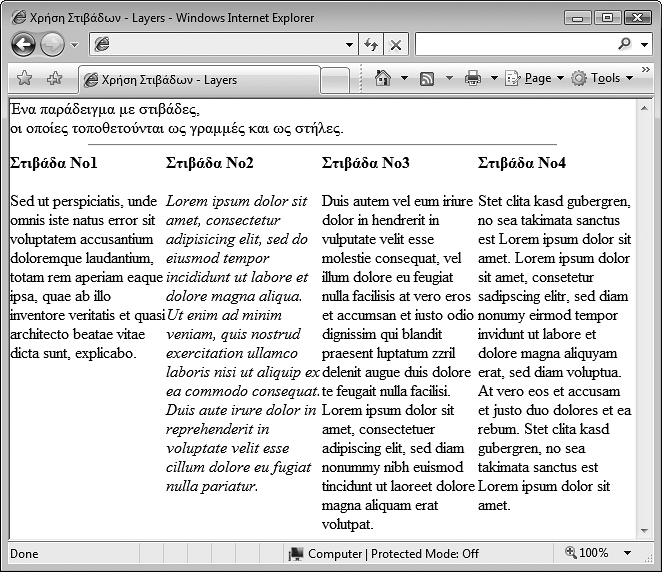 Χρήση Στιβάδων - Layers - Windows Internet Explorer
Χρήση Στιβάδων - Layers
Page
Tools
Ένα παράδειγμα με στιβάδες,
οι οποίες τοποθετούνται ως γραμμές και ως στήλες.
Στιβάδα Νο1
Sed ut perspiciatis, unde
omnis iste natus error sit
voluptatem accusantium
doloremque laudantium,
totam rem aperiam eaque
ipsa, quae ab illo
inventore veritatis et quasi
architecto beatae vitae
dicta sunt, explicabo.
Στιβάδα Νο2
Lorem ipsum dolor sit
amet, consectetur
adipisicing elit, sed do
eiusmod tempor
incididunt ut labore et
dolore magna aliqua.
Ut enim ad minim
veniam, quis nostrud
exercitation ullamco
laboris nisi ut aliquip ex
ea commodo consequat.
Duis aute irure dolor in
reprehenderit in
voluptate velit esse
cillum dolore eu fugiat
nulla pariatur.
Στιβάδα Νο3
Duis autem vel eum iriure
dolor in hendrerit in
vulputate velit esse
molestie consequat, vel
illum dolore eu feugiat
nulla facilisis at vero eros
et accumsan et iusto odio
dignissim qui blandit
praesent luptatum zzril
delenit augue duis dolore
te feugait nulla facilisi.
Lorem ipsum dolor sit
amet, consectetuer
adipiscing elit, sed diam
nonummy nibh euismod
tincidunt ut laoreet dolore
magna aliquam erat
volutpat.
Στιβάδα Νο4
Stet clita kasd gubergren,
no sea takimata sanctus
est Lorem ipsum dolor sit
amet. Lorem ipsum dolor
sit amet, consetetur
sadipscing elitr, sed diam
nonumy eirmod tempor
invidunt ut labore et
dolore magna aliquyam
erat, sed diam voluptua.
At vero eos et accusam
et justo duo dolores et ea
rebum. Stet clita kasd
gubergren, no sea
takimata sanctus est
Lorem ipsum dolor sit
amet.
Done
Computer | Protected Mode: Off
100%